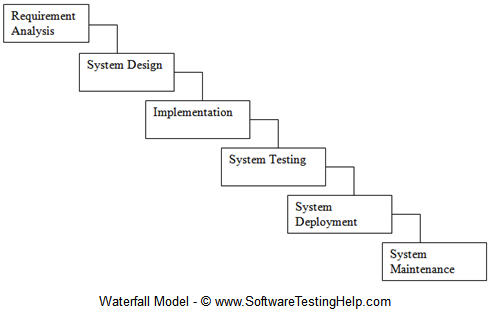 Requirement
Analysis
System Design
Implementation
System Testing
System
Deployment
System
Maintenance
Waterfall Model - © www.SoftwareTestingHelp.com